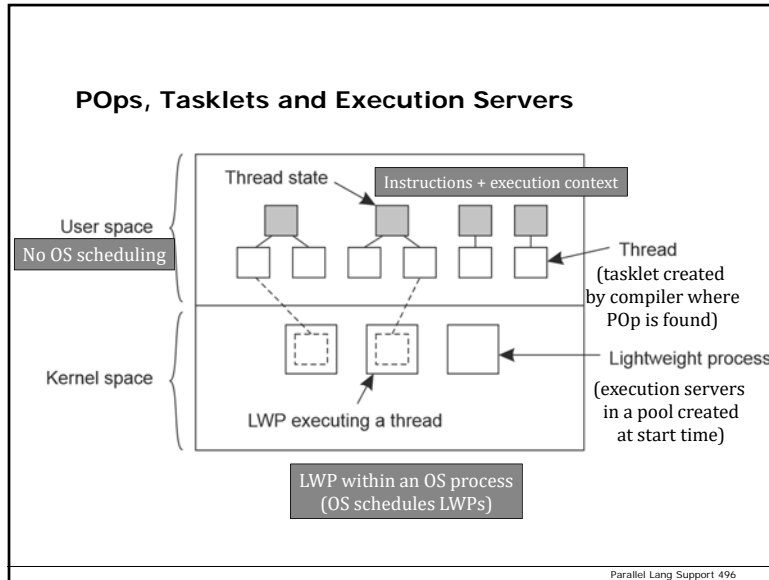 POps, Tasklets and Execution Servers
Thread state
Instructions + execution context
User space
No OS scheduling
Thread
(tasklet created
by compiler where
POp is found)
Kernel space
Lightweight process
(execution servers
in a pool created
at start time)
LWP executing a thread
LWP within an OS process
(OS schedules LWPs)
Parallel Lang Support 496